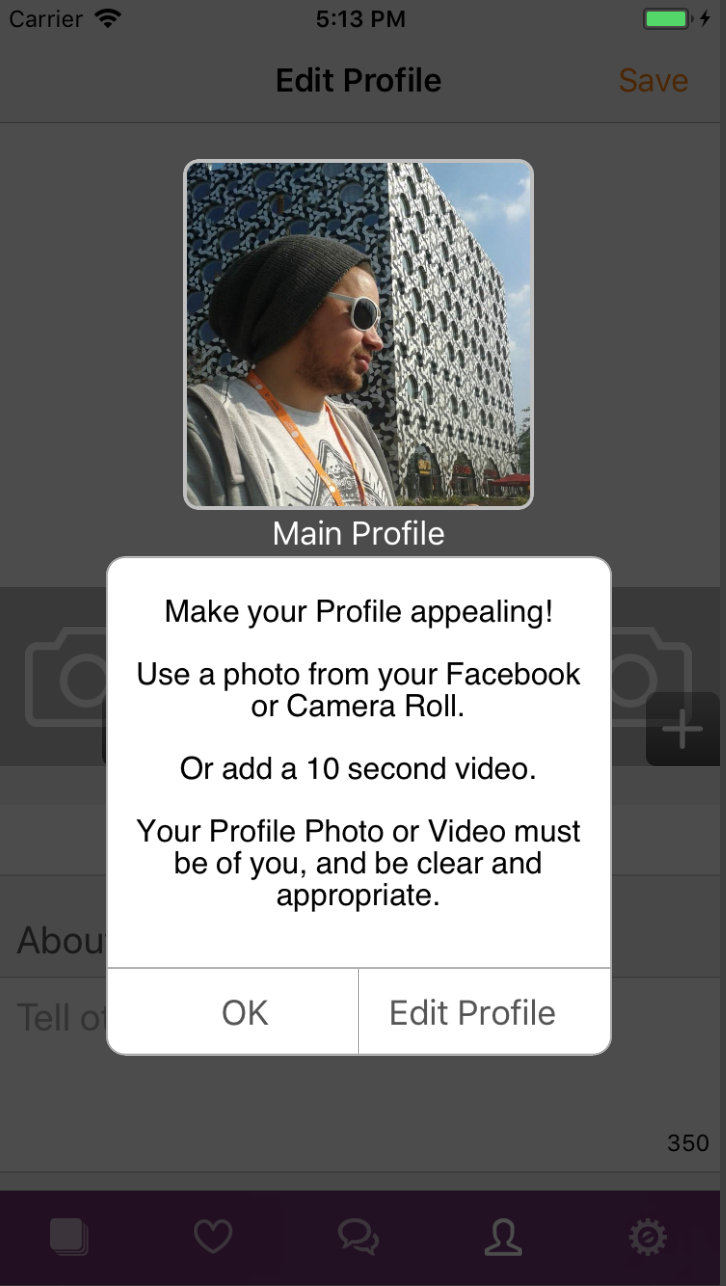 Carrier 5:13 PM
Edit Profile Save
Main Profile
Make your Profile appealing!
Use a photo from your Facebook
or Camera Roll.
Or add a 10 second video.
Your Profile Photo or Video must
be of you, and be clear and
appropriate.
Abou
Tell o
OK Edit Profile
350